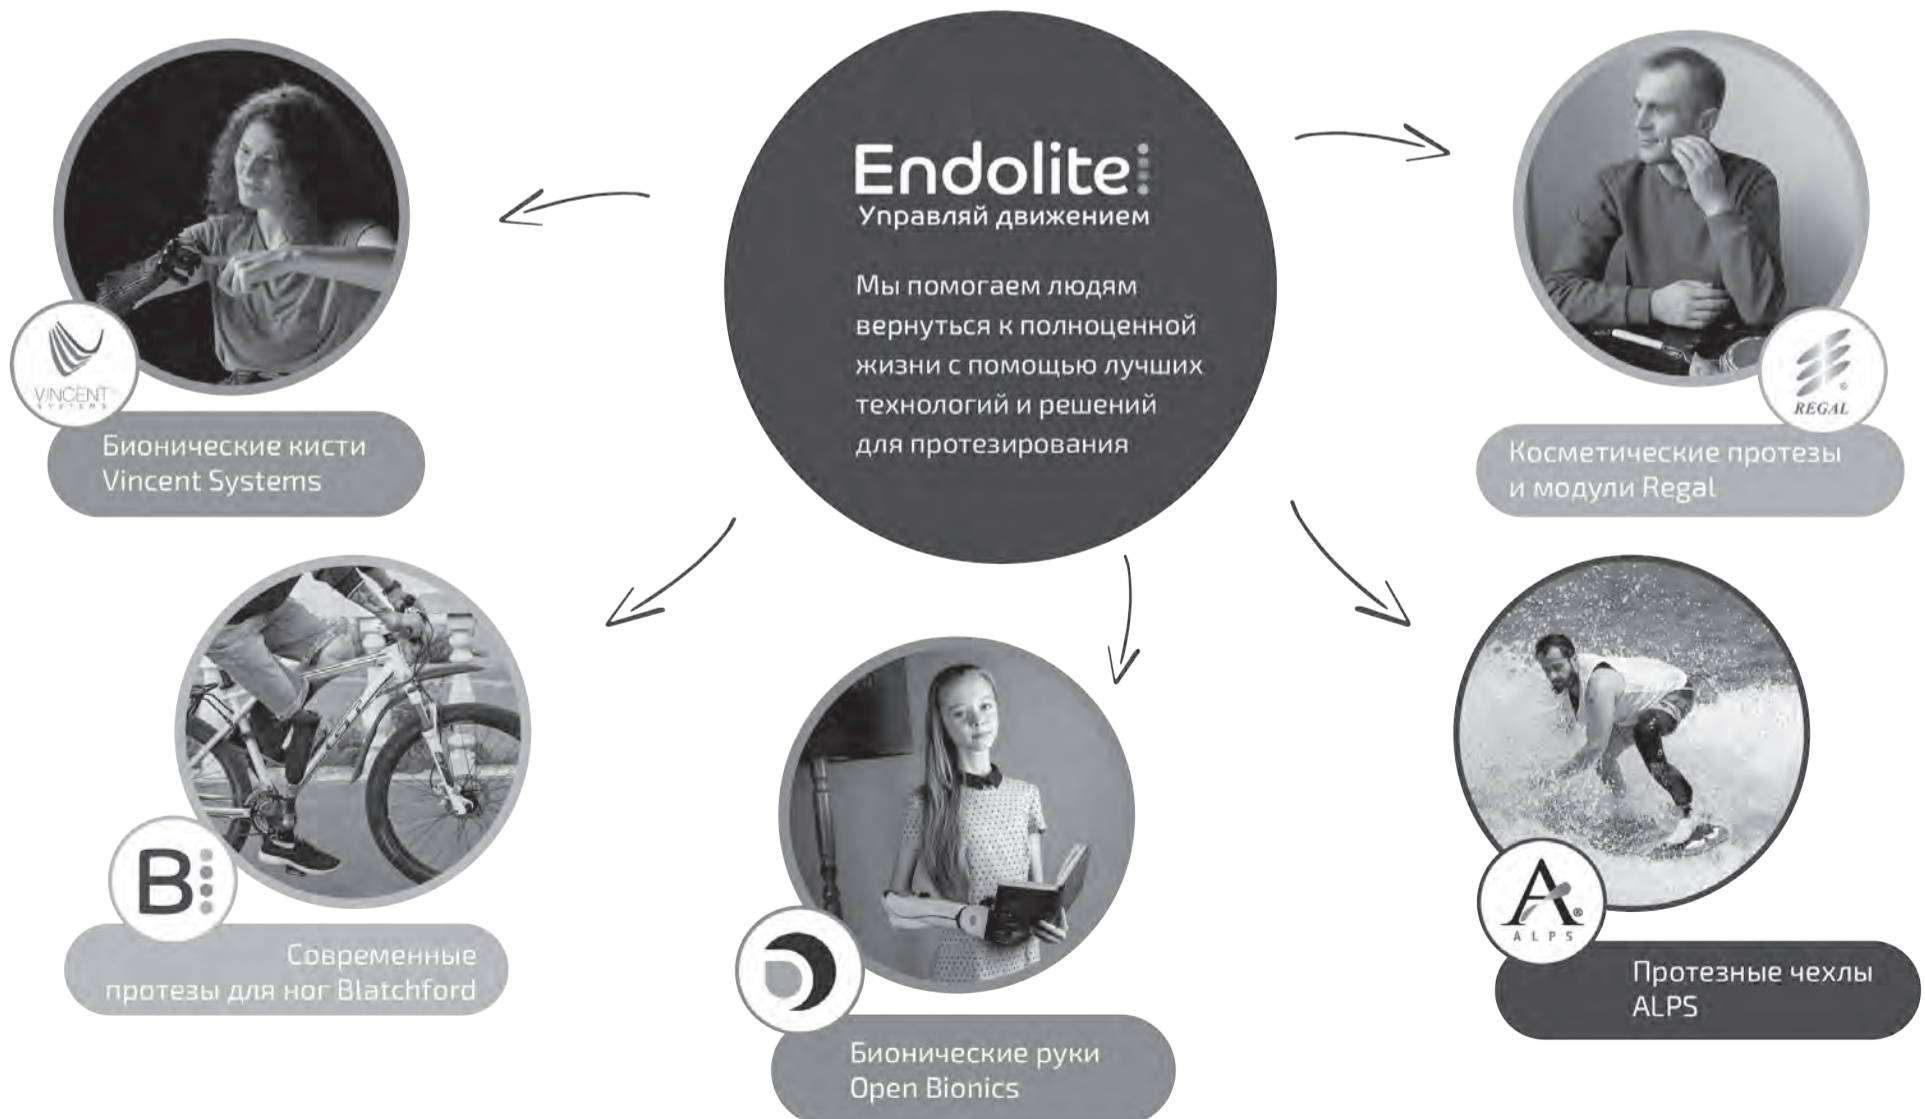 Endolite
Управляй движением
Мы помогаем людям
вернуться к полноценной
жизни с помощью лучших
технологий и решений
для протезирования
VINCENT
SYSTEMS
Бионические кисти
Vincent Systems
REGAL
Косметические протезы
и модули Regal
B
Современные
протезы для ног Blatchford
Бионические руки
Open Bionics
A®
ALPS
Протезные чехлы
ALPS